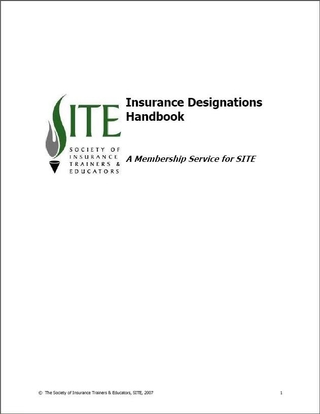 SITE
SOCIETY OF
INSURANCE
TRAINERS &
EDUCATORS
Insurance Designations
Handbook
A Membership Service for SITE
© The Society of Insurance Trainers & Educators, SITE, 2007 1